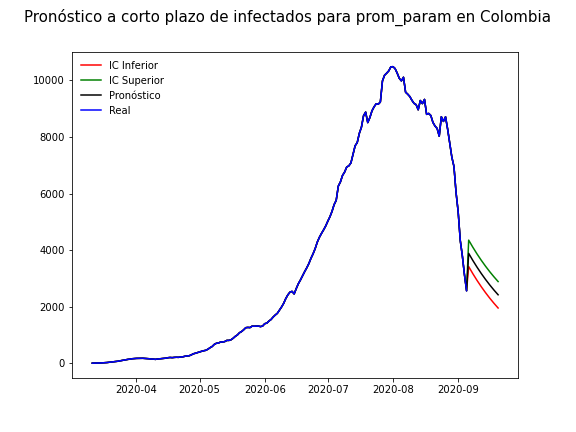 Pronóstico a corto plazo de infectados para prom_param en Colombia
IC Inferior
IC Superior
Pronóstico
Real
10000
8000
6000
4000
2000
0
2020-04 2020-05 2020-06 2020-07 2020-08 2020-09